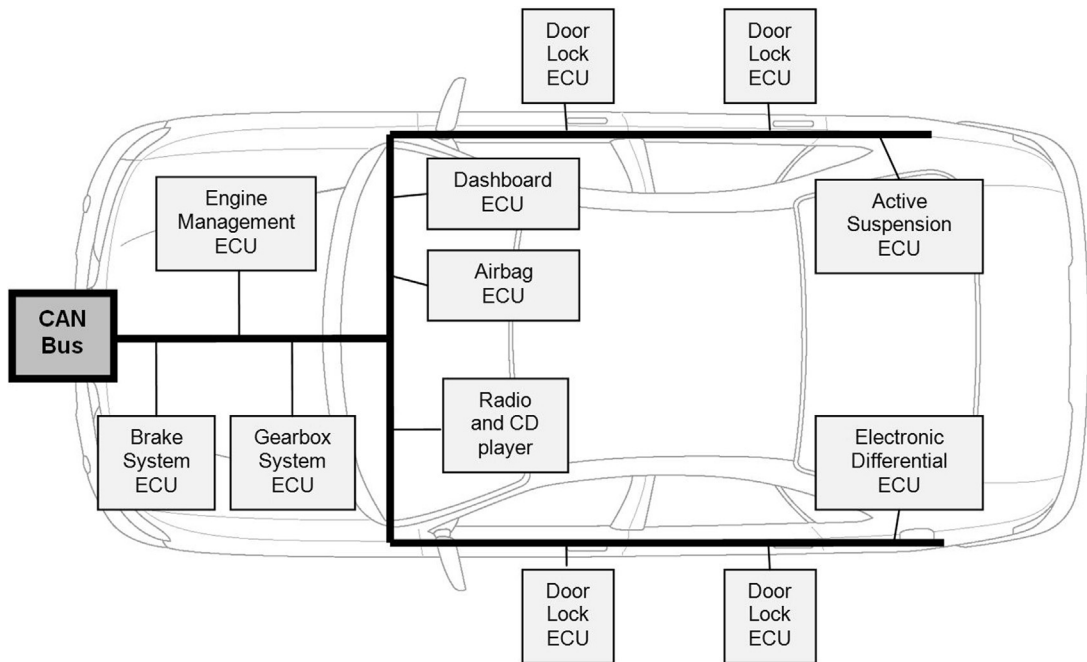 Door
Lock
ECU
Door
Lock
ECU
Dashboard
ECU
Engine
Management
ECU
Active
Suspension
ECU
Airbag
ECU
CAN
Bus
Radio
and CD
player
Brake
System
ECU
Gearbox
System
ECU
Electronic
Differential
ECU
Door
Lock
ECU
Door
Lock
ECU